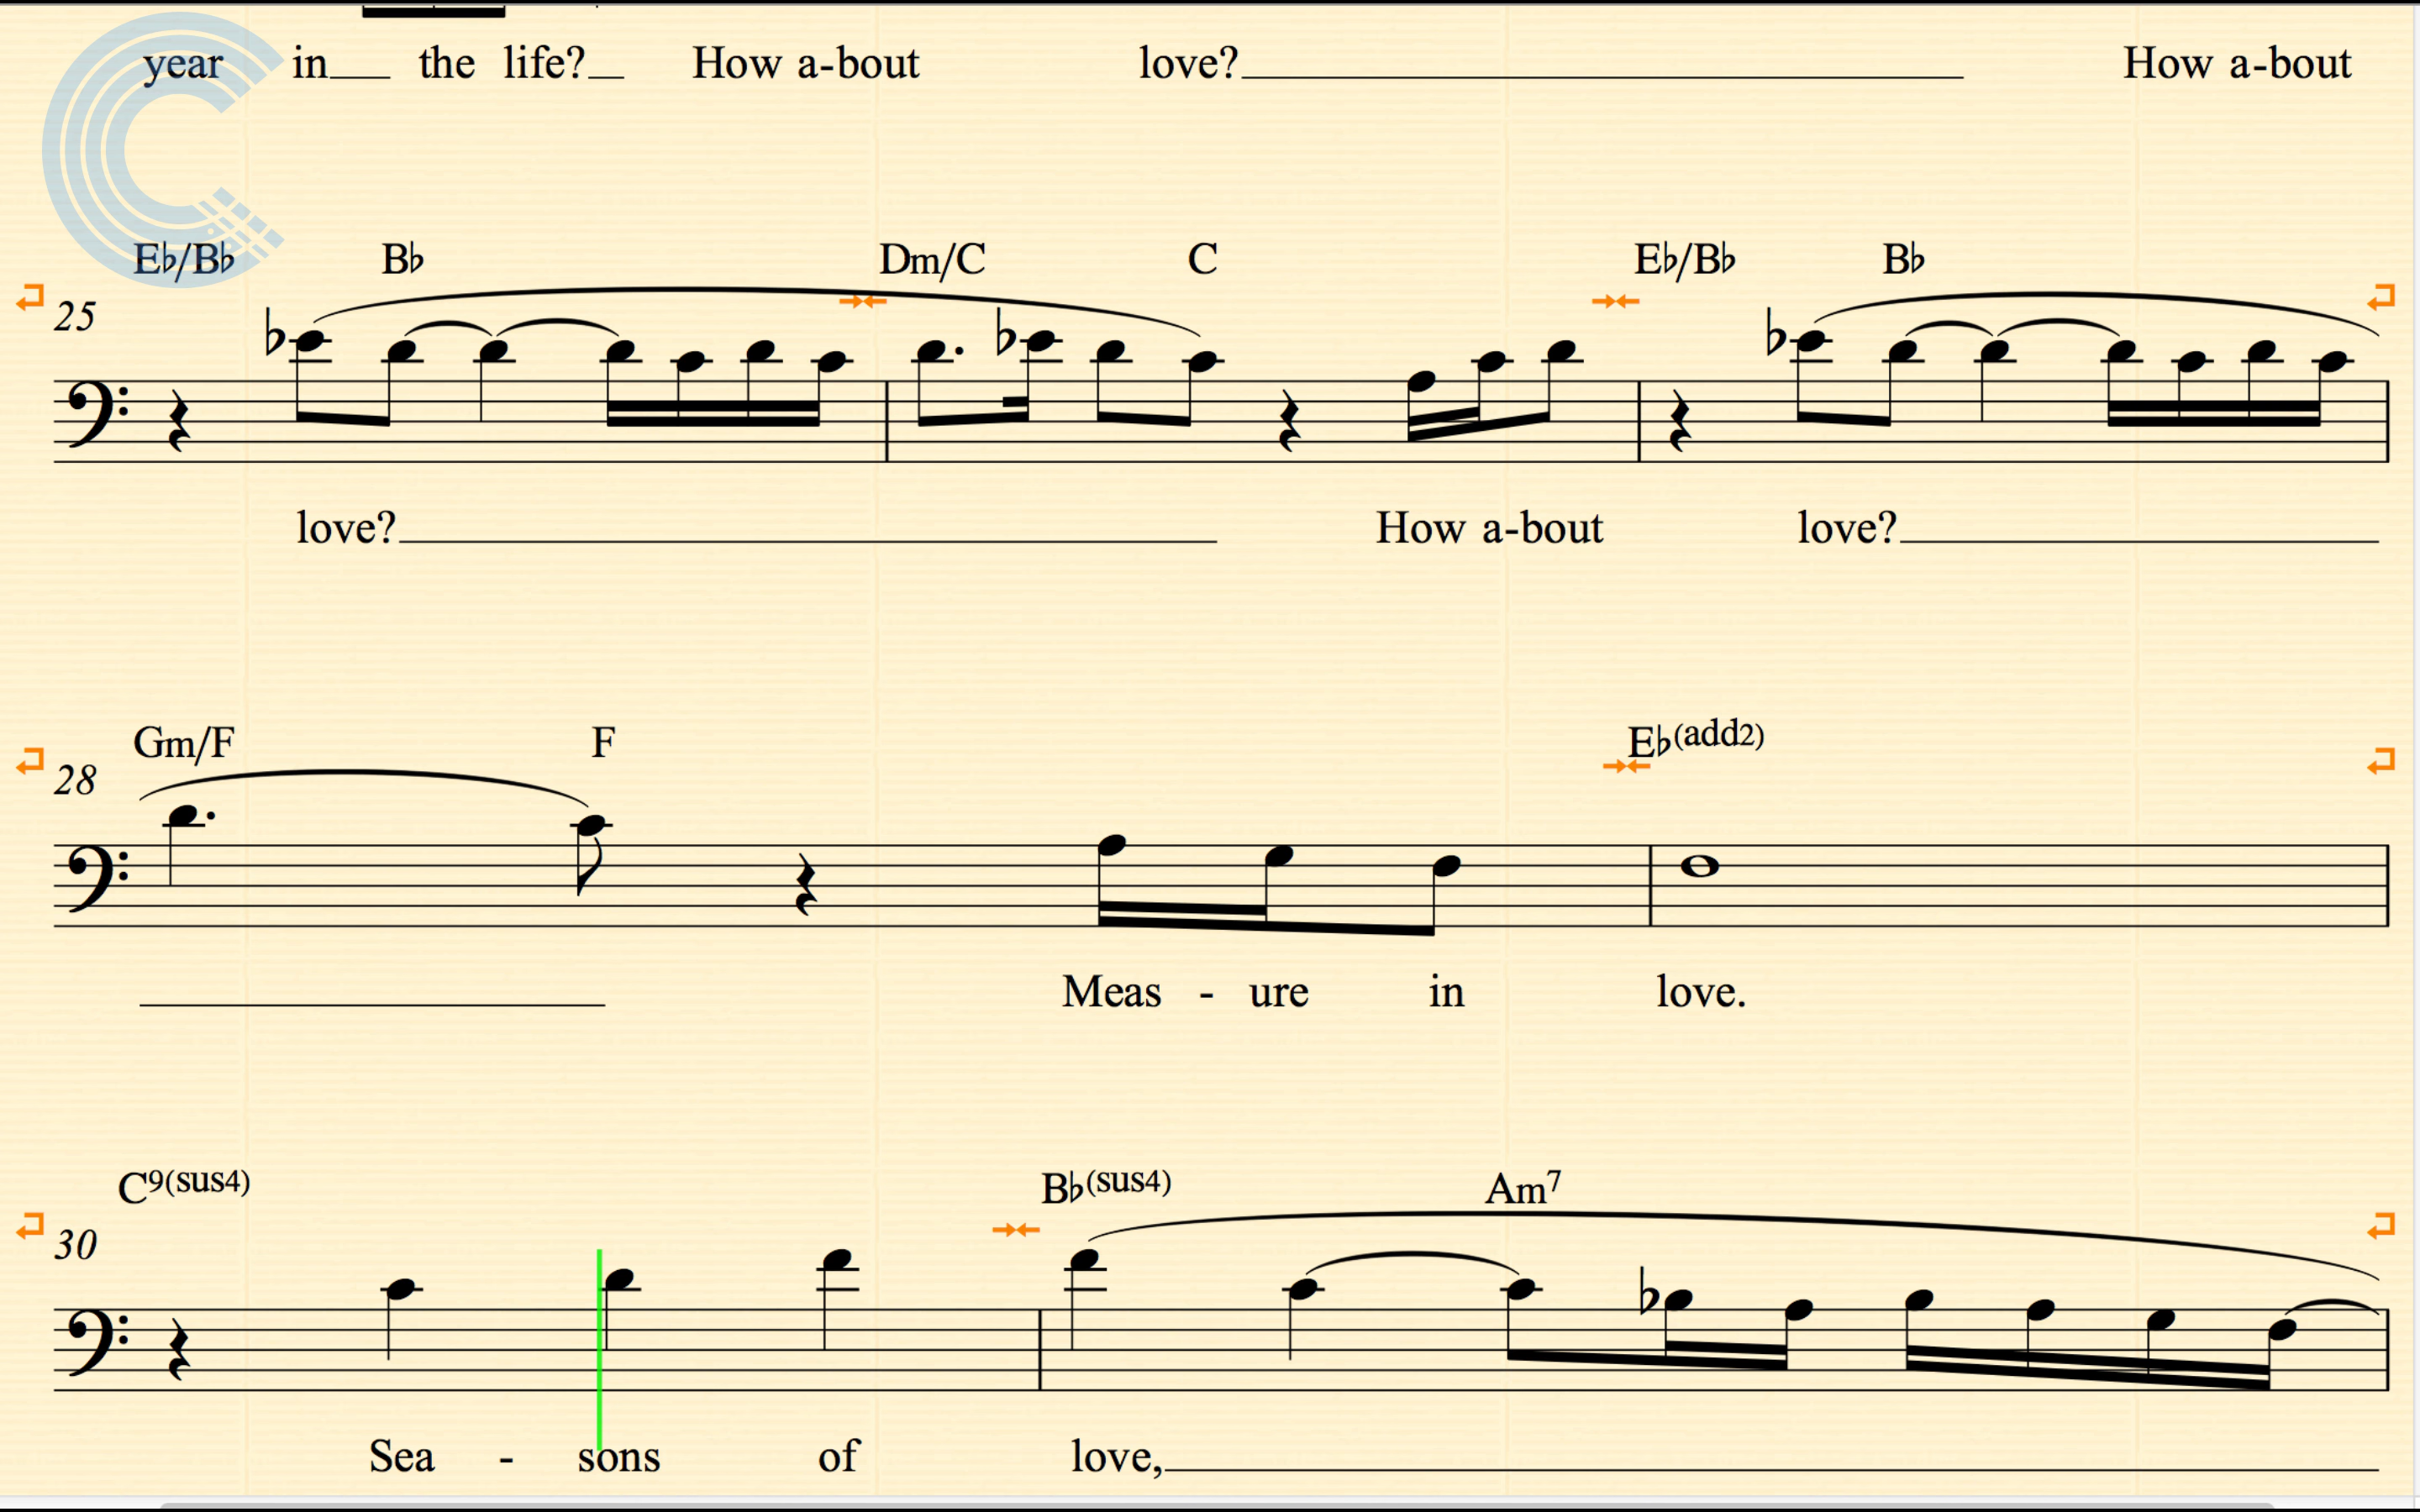 year in the life? How a-bout love? How a-bout
E♭/B♭ B♭ Dm/C C E♭/B♭ B♭
25
love? How a-bout love?
Gm/F F E♭(add2)
28
Meas - ure in love.
C9(sus4) B♭(sus4) Am7
30
Sea - sons of love,